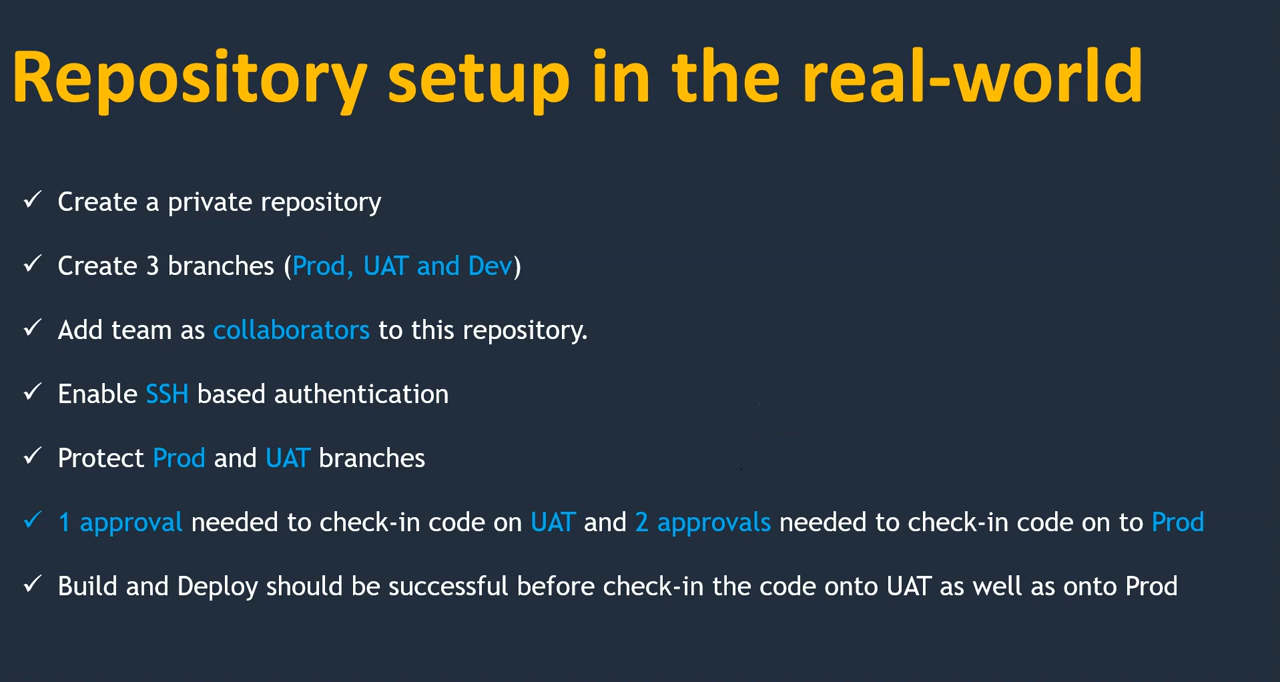 Repository setup in the real-world
✓ Create a private repository
✓ Create 3 branches (Prod, UAT and Dev)
✓ Add team as collaborators to this repository.
✓ Enable SSH based authentication
✓ Protect Prod and UAT branches
✓ 1 approval needed to check-in code on UAT and 2 approvals needed to check-in code on to Prod
✓ Build and Deploy should be successful before check-in the code onto UAT as well as onto Prod